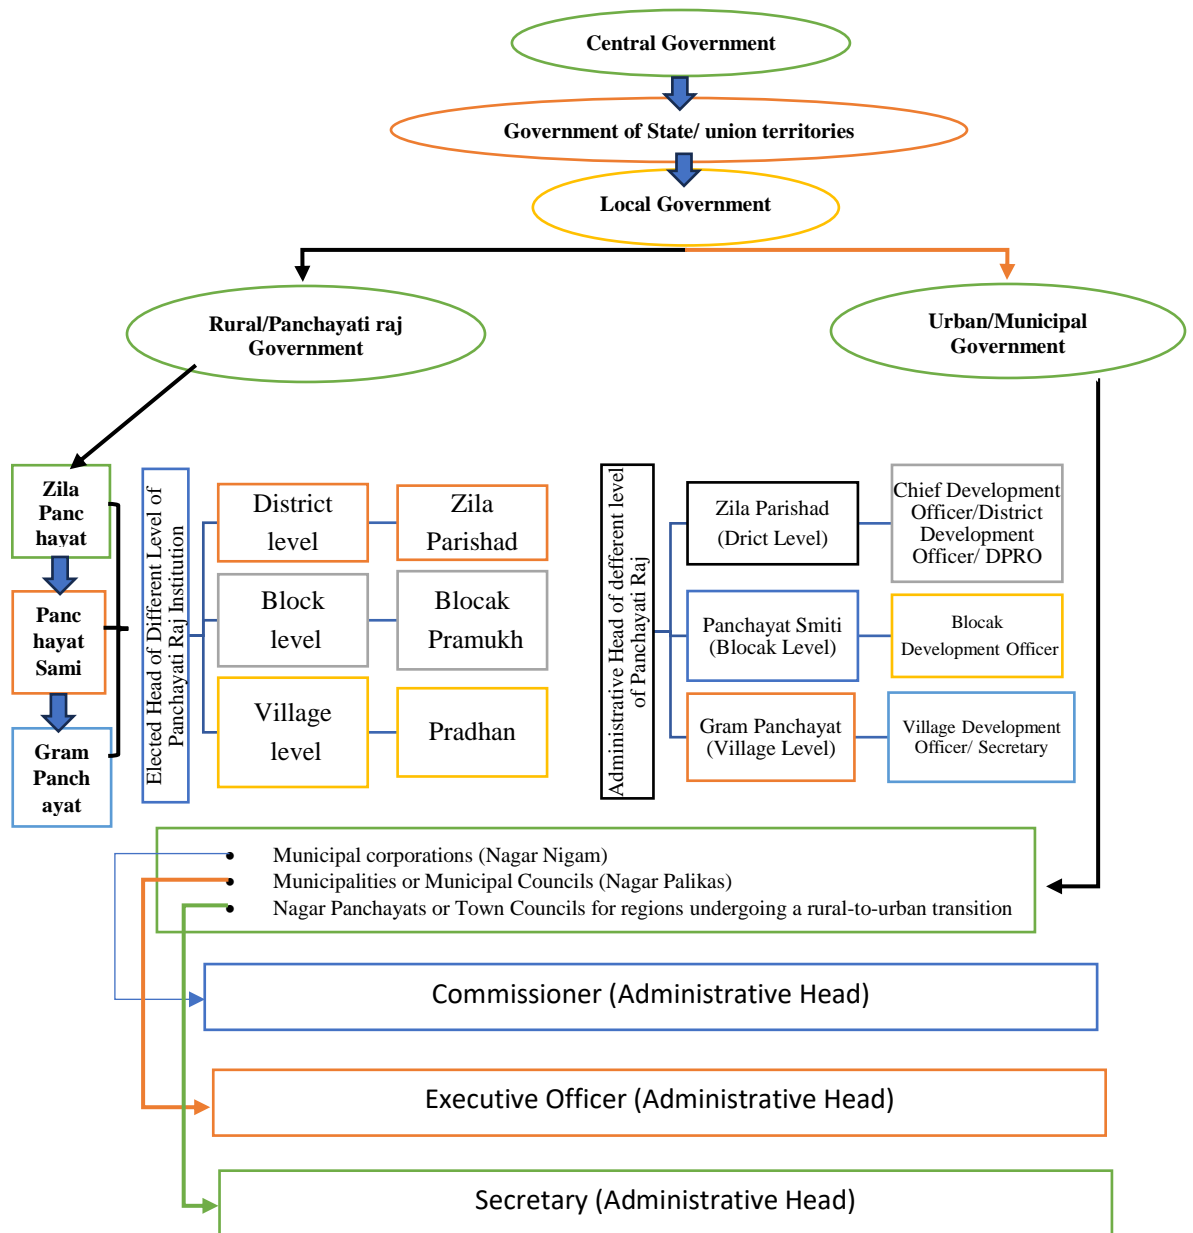 Central Government
Government of State/ union territories
Local Government
Rural/Panchayati raj
Government
Urban/Municipal
Government
Zila
Panc
hayat
Panc
hayat
Sami
Gram
Panch
ayat
Elected Head of Different Level of
Panchayati Raj Institution
District
level
Zila
Parishad
Block
level
Blocak
Pramukh
Village
level
Pradhan
Administrative Head of defferent level
of Panchayati Raj
Zila Parishad
(Drict Level)
Chief Development
Officer/District
Development
Officer/ DPRO
Panchayat Smiti
(Blocak Level)
Blocak
Development Officer
Gram Panchayat
(Village Level)
Village Development
Officer/ Secretary
• Municipal corporations (Nagar Nigam)
• Municipalities or Municipal Councils (Nagar Palikas)
• Nagar Panchayats or Town Councils for regions undergoing a rural-to-urban transition
Commissioner (Administrative Head)
Executive Officer (Administrative Head)
Secretary (Administrative Head)